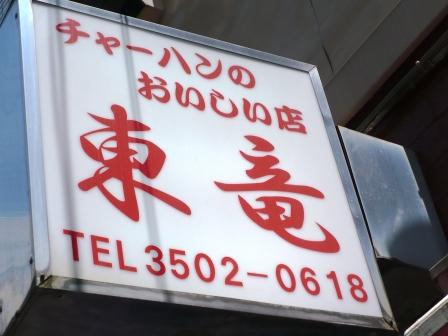 チャーハンの
おいしい店
東竜
TEL3502-0618